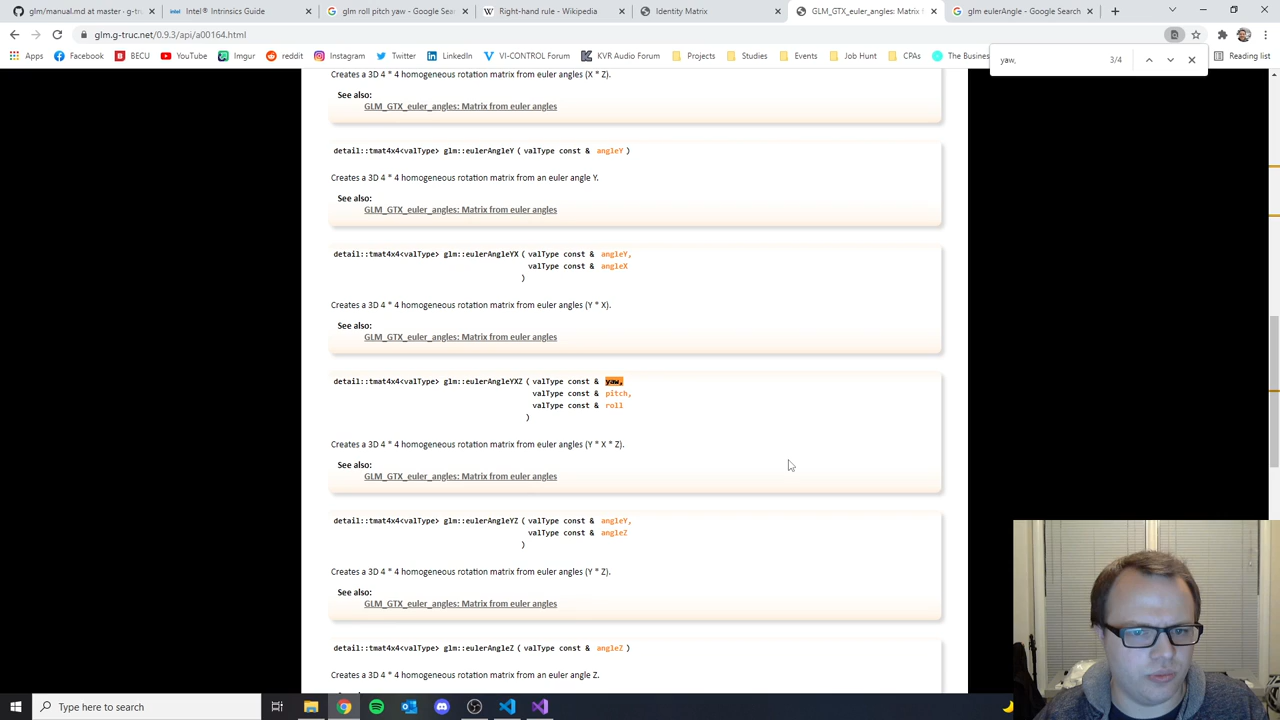 glm/manual.md at master · g-tru
Intel® Intrinsics Guide
glm roll pitch yaw - Google Sea
Right-hand rule - Wikipedia
Identity Matrix
GLM_GTX_euler_angles: Matrix f
glm eulerAngle - Google Search
glm.g-truc.net/0.9.3/api/a00164.html
Apps
Facebook
BECU
YouTube
Imgur
reddit
Instagram
Twitter
LinkedIn
VI-CONTROL Forum
KVR Audio Forum
Projects
Studies
Events
Job Hunt
CPAs
The Business
Reading list
yaw,
3/4
Creates a 3D 4 * 4 homogeneous rotation matrix from euler angles (X * Z).
See also:
GLM_GTX_euler_angles: Matrix from euler angles
detail::tmat4x4<valType> glm::eulerAngleY ( valType const & angleY )
Creates a 3D 4 * 4 homogeneous rotation matrix from an euler angle Y.
See also:
GLM_GTX_euler_angles: Matrix from euler angles
detail::tmat4x4<valType> glm::eulerAngleYX ( valType const & angleY,
valType const & angleX
)
Creates a 3D 4 * 4 homogeneous rotation matrix from euler angles (Y * X).
See also:
GLM_GTX_euler_angles: Matrix from euler angles
detail::tmat4x4<valType> glm::eulerAngleYXZ ( valType const & yaw,
valType const & pitch,
valType const & roll
)
Creates a 3D 4 * 4 homogeneous rotation matrix from euler angles (Y * X * Z).
See also:
GLM_GTX_euler_angles: Matrix from euler angles
detail::tmat4x4<valType> glm::eulerAngleYZ ( valType const & angleY,
valType const & angleZ
)
Creates a 3D 4 * 4 homogeneous rotation matrix from euler angles (Y * Z).
See also:
GLM_GTX_euler_angles: Matrix from euler angles
detail::tmat4x4<valType> glm::eulerAngleZ ( valType const & angleZ )
Creates a 3D 4 * 4 homogeneous rotation matrix from an euler angle Z.
Type here to search